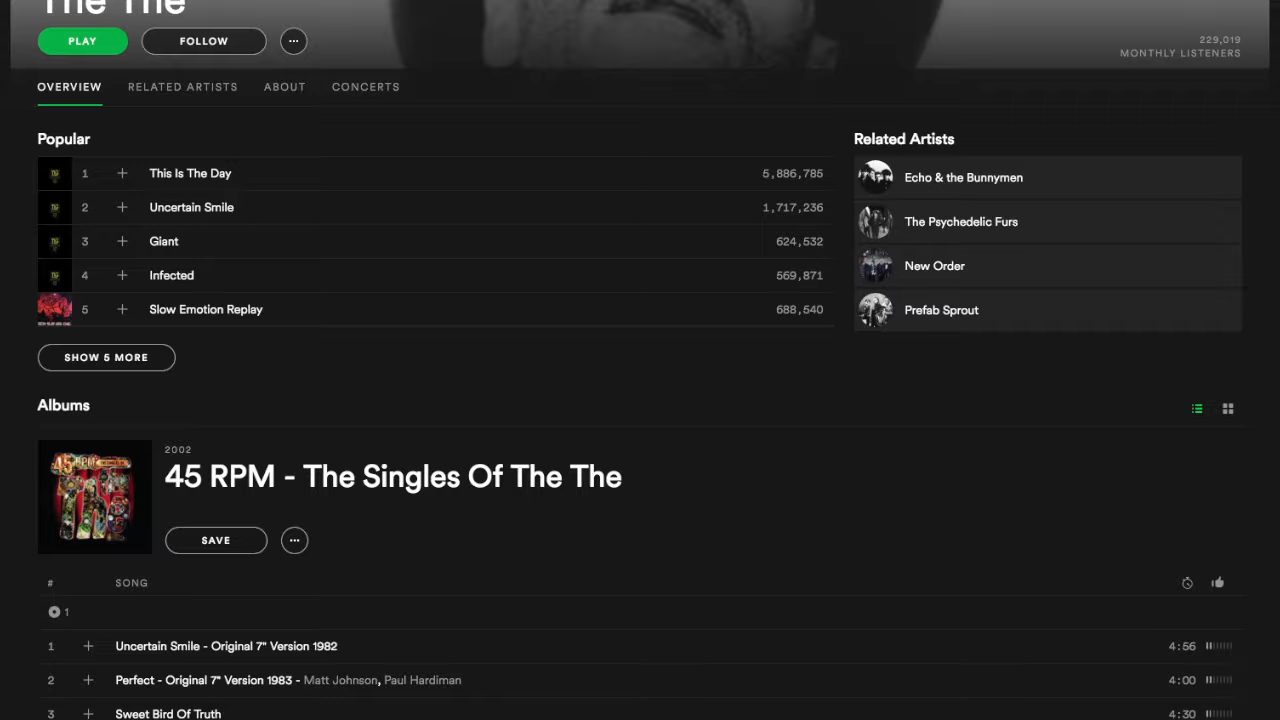 The The
PLAY
FOLLOW
229,019
MONTHLY LISTENERS
OVERVIEW
RELATED ARTISTS
ABOUT
CONCERTS
Popular
1 This Is The Day 5,886,785
2 Uncertain Smile 1,717,236
3 Giant 624,532
4 Infected 569,871
5 Slow Emotion Replay 688,540
SHOW 5 MORE
Related Artists
Echo & the Bunnymen
The Psychedelic Furs
New Order
Prefab Sprout
Albums
2002
45 RPM - The Singles Of The The
SAVE
# SONG
1
1 Uncertain Smile - Original 7" Version 1982 4:56
2 Perfect - Original 7" Version 1983 - Matt Johnson, Paul Hardiman 4:00
3 Sweet Bird Of Truth 4:30